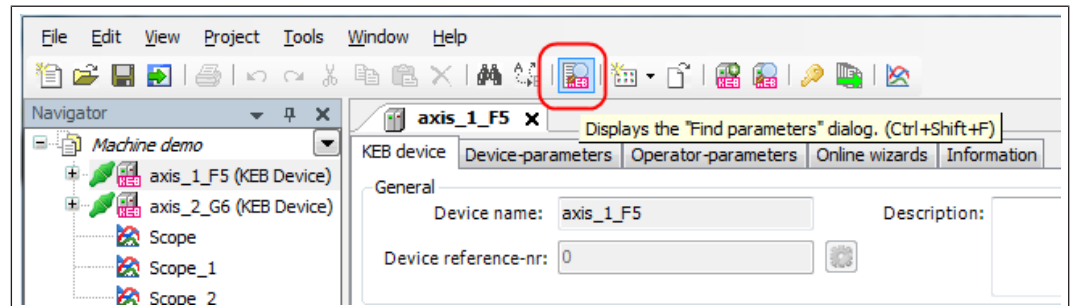 File Edit View Project Tools Window Help
Navigator
axis_1_F5 x
Displays the "Find parameters" dialog. (Ctrl+Shift+F)
Machine demo
KEB device Device-parameters Operator-parameters Online wizards Information
axis_1_F5 (KEB Device)
General
axis_2_G6 (KEB Device)
Device name: axis_1_F5 Description:
Scope
Device reference-nr: 0
Scope_1
Scope_2